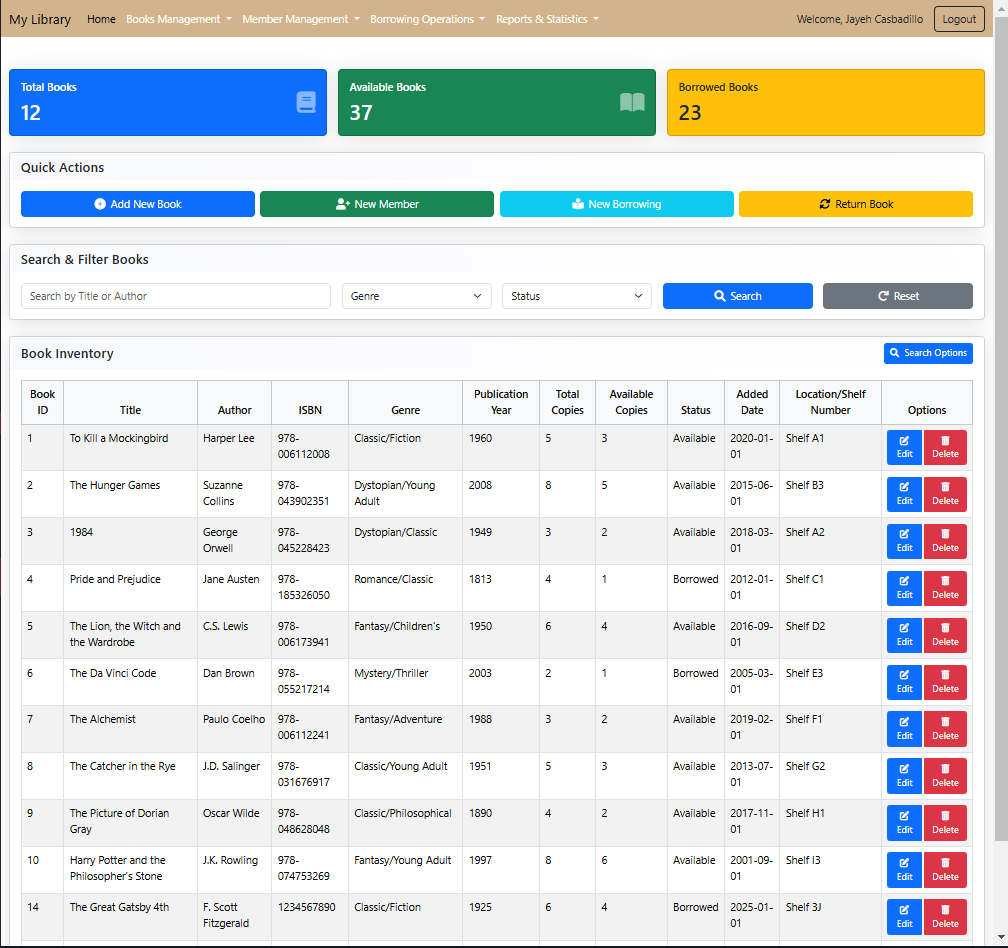 My Library Home Books Management Member Management Borrowing Operations Reports & Statistics Welcome, Jayeh Casbadillo Logout
Total Books
12
Available Books
37
Borrowed Books
23
Quick Actions
Add New Book New Member New Borrowing Return Book
Search & Filter Books
Search by Title or Author Genre Status Search Reset
Book Inventory Search Options
Book ID Title Author ISBN Genre Publication Year Total Copies Available Copies Status Added Date Location/Shelf Number Options
1 To Kill a Mockingbird Harper Lee 978-006112008 Classic/Fiction 1960 5 3 Available 2020-01-01 Shelf A1 Edit Delete
2 The Hunger Games Suzanne Collins 978-043902351 Dystopian/Young Adult 2008 8 5 Available 2015-06-01 Shelf B3 Edit Delete
3 1984 George Orwell 978-045228423 Dystopian/Classic 1949 3 2 Available 2018-03-01 Shelf A2 Edit Delete
4 Pride and Prejudice Jane Austen 978-185326050 Romance/Classic 1813 4 1 Borrowed 2012-01-01 Shelf C1 Edit Delete
5 The Lion, the Witch and the Wardrobe C.S. Lewis 978-006173941 Fantasy/Children's 1950 6 4 Available 2016-09-01 Shelf D2 Edit Delete
6 The Da Vinci Code Dan Brown 978-055217214 Mystery/Thriller 2003 2 1 Borrowed 2005-03-01 Shelf E3 Edit Delete
7 The Alchemist Paulo Coelho 978-006112241 Fantasy/Adventure 1988 3 2 Available 2019-02-01 Shelf F1 Edit Delete
8 The Catcher in the Rye J.D. Salinger 978-031676917 Classic/Young Adult 1951 5 3 Available 2013-07-01 Shelf G2 Edit Delete
9 The Picture of Dorian Gray Oscar Wilde 978-048628048 Classic/Philosophical 1890 4 2 Available 2017-11-01 Shelf H1 Edit Delete
10 Harry Potter and the Philosopher's Stone J.K. Rowling 978-074753269 Fantasy/Young Adult 1997 8 6 Available 2001-09-01 Shelf I3 Edit Delete
14 The Great Gatsby 4th F. Scott Fitzgerald 1234567890 Classic/Fiction 1925 6 4 Borrowed 2025-01-01 Shelf 3J Edit Delete